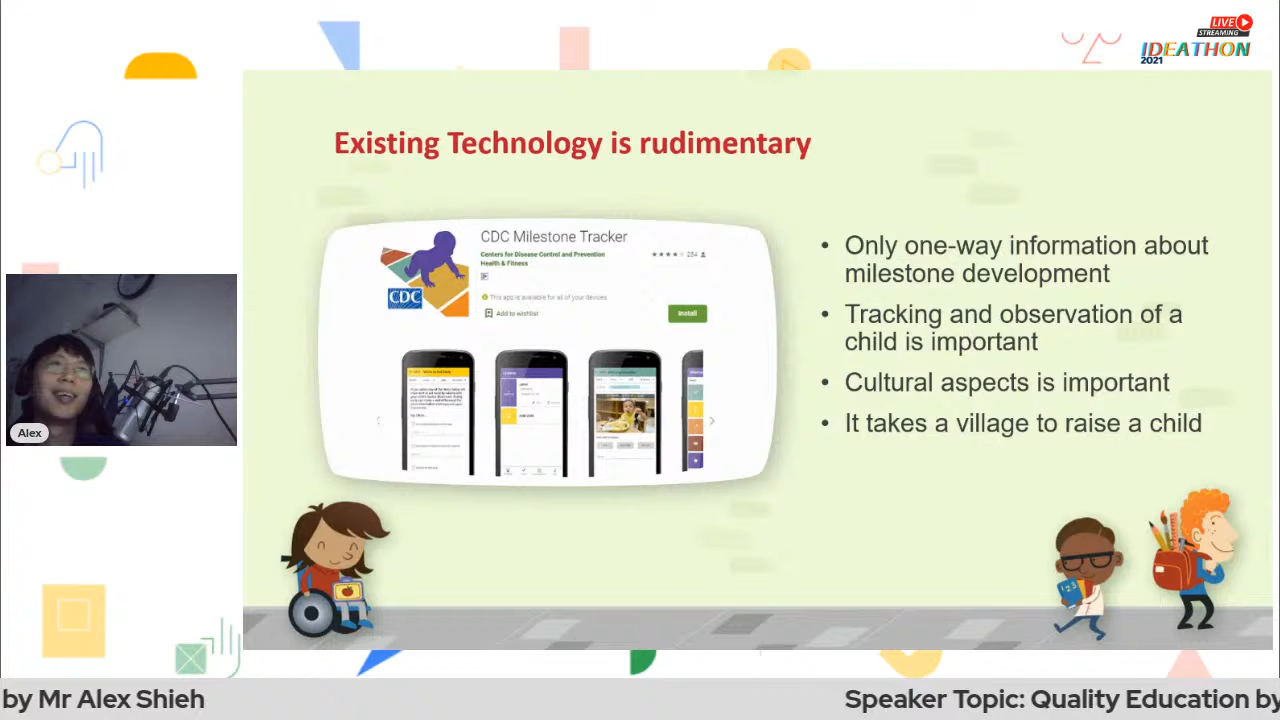 LIVE
STREAMING
IDEATHON
2021
Existing Technology is rudimentary
CDC Milestone Tracker
Centers for Disease Control and Prevention
Health & Fitness
This app is available for all of your devices
Add to wishlist
Install
CDC
• Only one-way information about
milestone development
• Tracking and observation of a
child is important
• Cultural aspects is important
• It takes a village to raise a child
Alex
123
by Mr Alex Shieh
Speaker Topic: Quality Education by